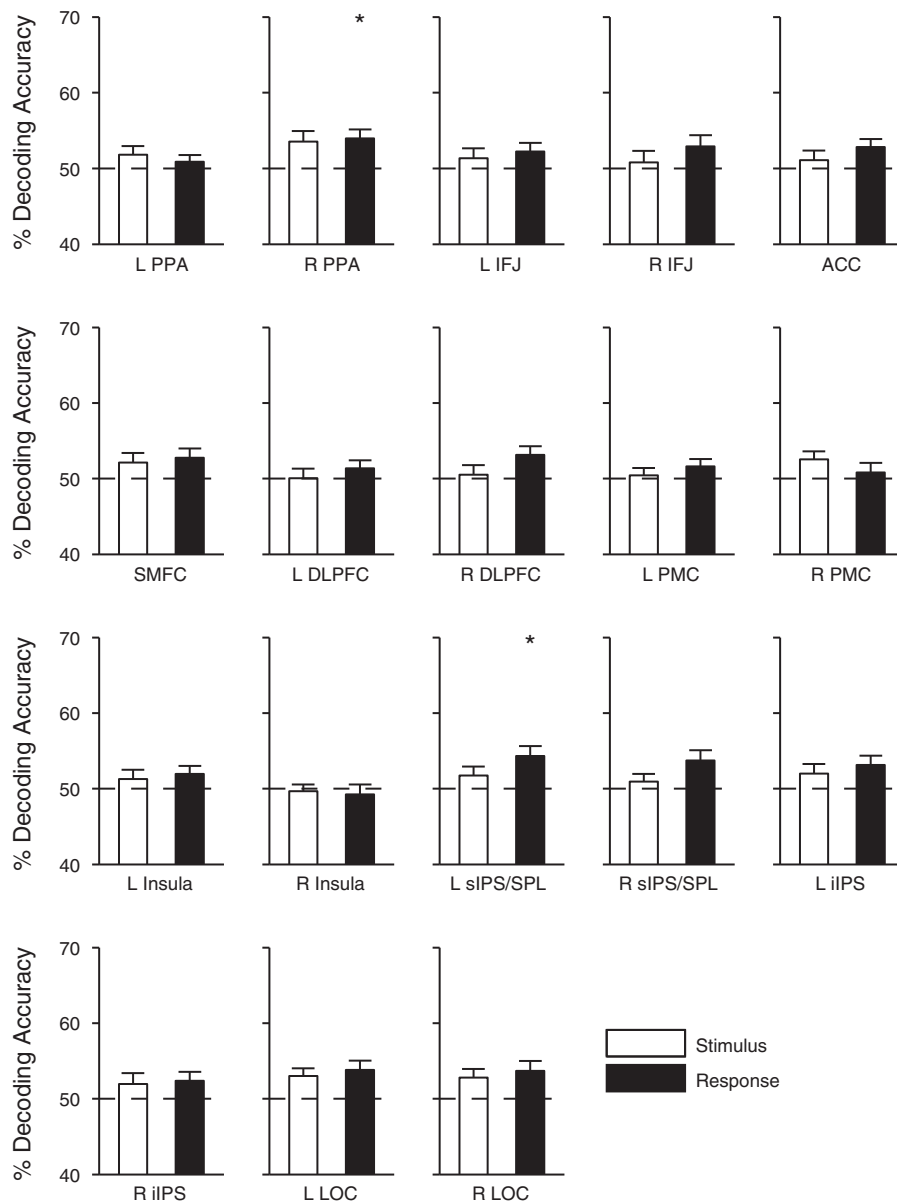 70
*
60
50
40
% Decoding Accuracy
L PPA
R PPA
L IFJ
R IFJ
ACC
70
60
50
40
% Decoding Accuracy
SMFC
L DLPFC
R DLPFC
L PMC
R PMC
70
*
60
50
40
% Decoding Accuracy
L Insula
R Insula
L sIPS/SPL
R sIPS/SPL
L iIPS
70
60
50
40
% Decoding Accuracy
R iIPS
L LOC
R LOC
Stimulus
Response